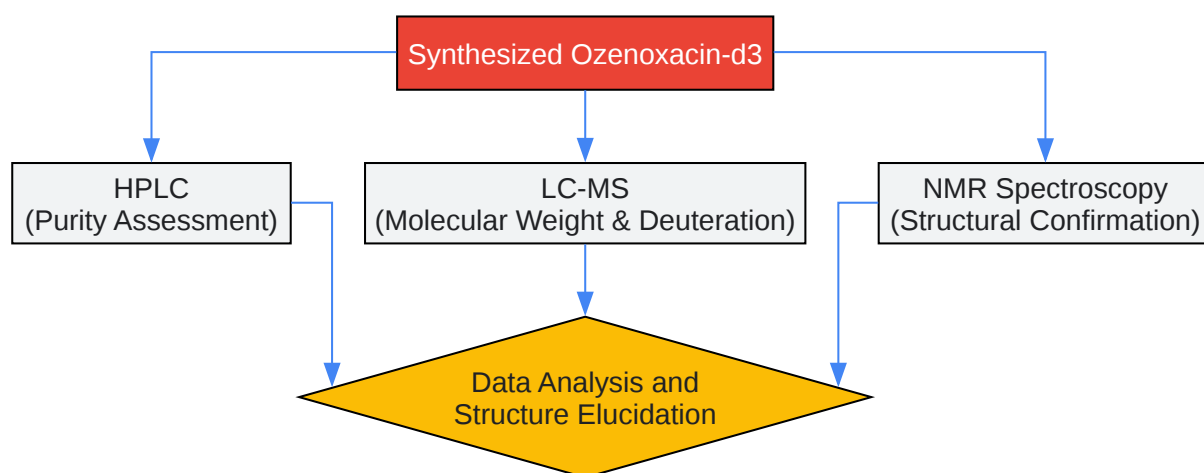 Synthesized Ozenoxacin-d3
HPLC
(Purity Assessment)
LC-MS
(Molecular Weight & Deuteration)
NMR Spectroscopy
(Structural Confirmation)
Data Analysis and
Structure Elucidation